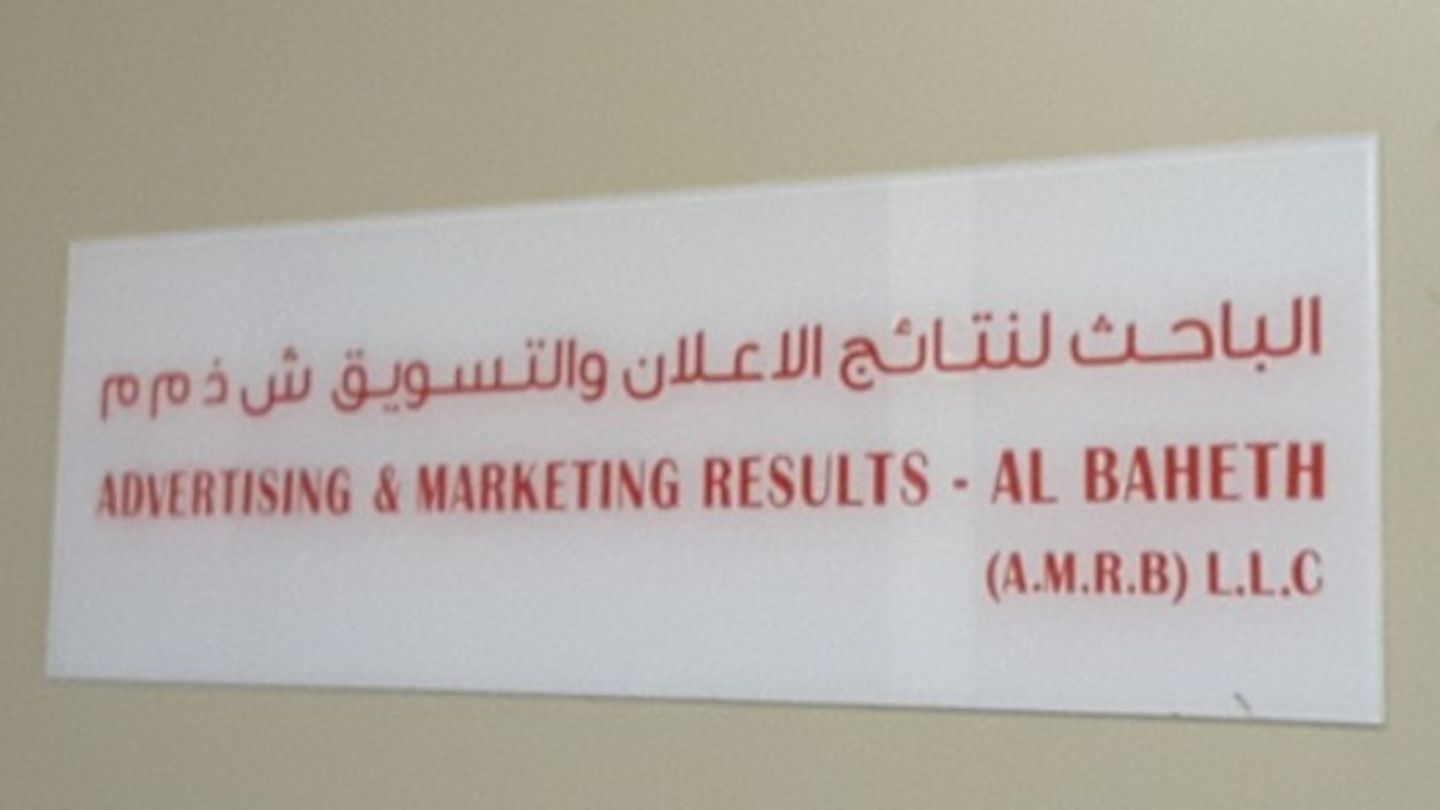 الباحث لنتائج الاعلان والتسويق ش ذ م م
ADVERTISING & MARKETING RESULTS - AL BAHETH
(A.M.R.B) L.L.C